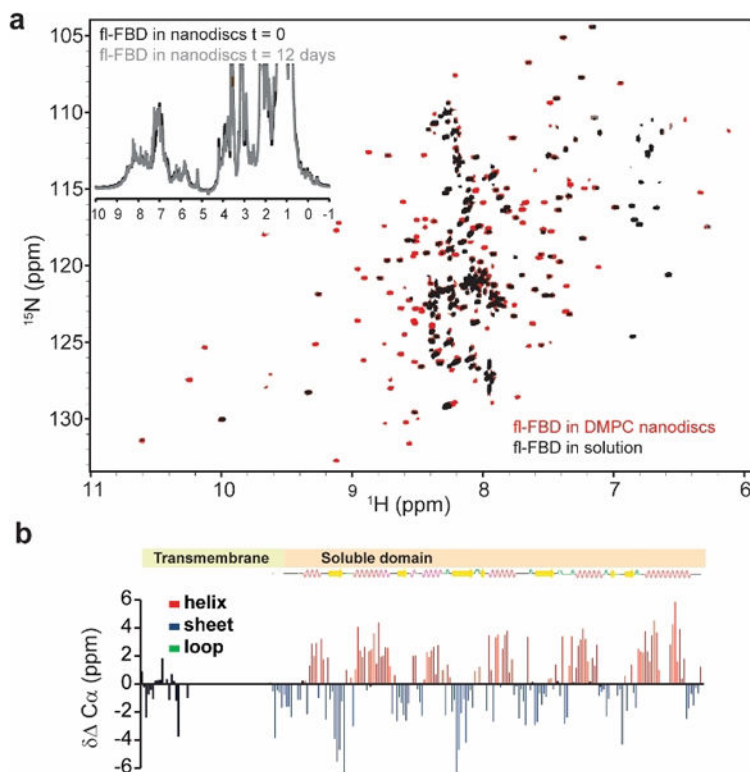 a
fl-FBD in nanodiscs t = 0
fl-FBD in nanodiscs t = 12 days
10 9 8 7 6 5 4 3 2 1 0 -1
105
110
115
120
125
130
15N (ppm)
fl-FBD in DMPC nanodiscs
fl-FBD in solution
11 10 9 8 7 6
1H (ppm)
b
Transmembrane Soluble domain
helix
sheet
loop
6
4
2
0
-2
-4
-6
δΔ Cα (ppm)